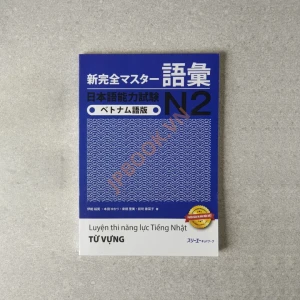 新完全マスター 語彙
日本語能力試験 N2
ベトナム語版
JPBOOK.VN
Luyện thi năng lực Tiếng Nhật
TỪ VỰNG
スリーエーネットワーク